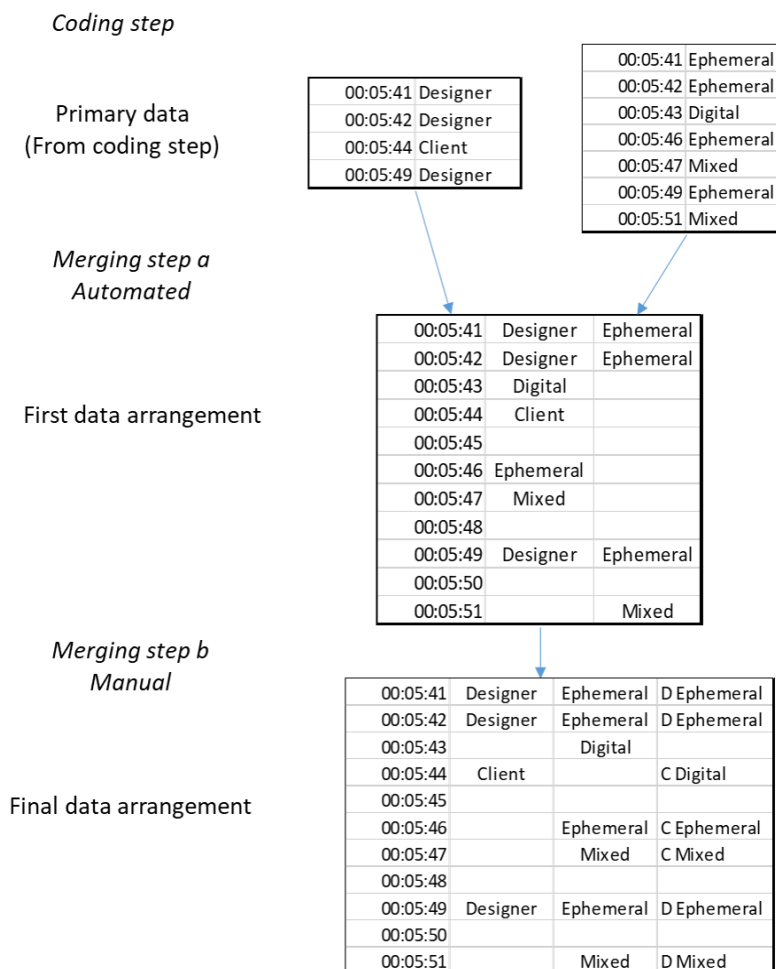 Coding step
Primary data
(From coding step)
00:05:41 Designer
00:05:42 Designer
00:05:44 Client
00:05:49 Designer
00:05:41 Ephemeral
00:05:42 Ephemeral
00:05:43 Digital
00:05:46 Ephemeral
00:05:47 Mixed
00:05:49 Ephemeral
00:05:51 Mixed
Merging step a
Automated
First data arrangement
00:05:41 Designer Ephemeral
00:05:42 Designer Ephemeral
00:05:43 Digital
00:05:44 Client
00:05:45
00:05:46 Ephemeral
00:05:47 Mixed
00:05:48
00:05:49 Designer Ephemeral
00:05:50
00:05:51 Mixed
Merging step b
Manual
Final data arrangement
00:05:41 Designer Ephemeral D Ephemeral
00:05:42 Designer Ephemeral D Ephemeral
00:05:43 Digital
00:05:44 Client C Digital
00:05:45
00:05:46 Ephemeral C Ephemeral
00:05:47 Mixed C Mixed
00:05:48
00:05:49 Designer Ephemeral D Ephemeral
00:05:50
00:05:51 Mixed D Mixed